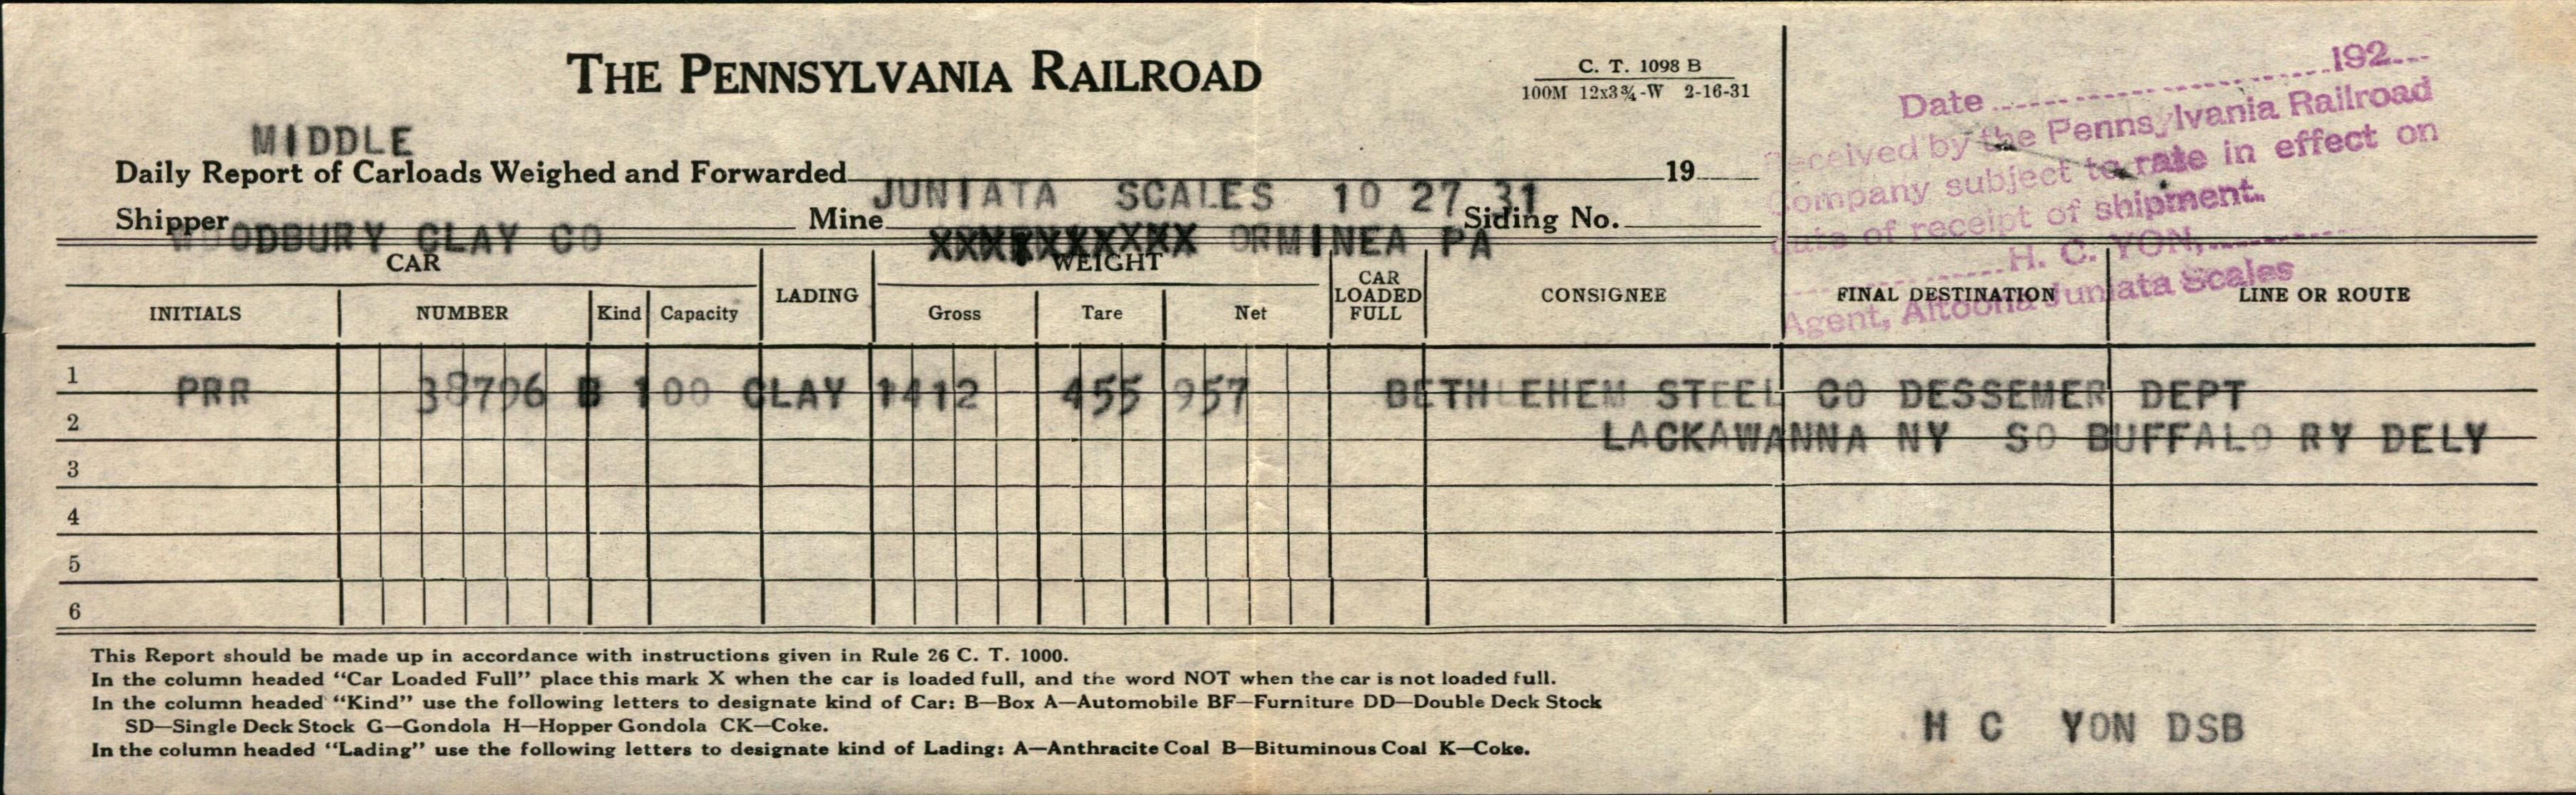 THE PENNSYLVANIA RAILROAD
C. T. 1098 B
100M 12x3¾-W 2-16-31
Date 192
Received by the Pennsylvania Railroad
Company subject to rate in effect on
date of receipt of shipment.
H. C. YON,
Agent, Altoona Juniata Scales
MIDDLE
Daily Report of Carloads Weighed and Forwarded 19
JUNIATA SCALES 10 27 31
Shipper Mine Siding No.
WOODBURY CLAY CO ORMINEA PA
CAR LADING WEIGHT CAR LOADED FULL CONSIGNEE FINAL DESTINATION LINE OR ROUTE
INITIALS NUMBER Kind Capacity Gross Tare Net
1 PRR 38796 B 100 CLAY 1412 455 957 BETHLEHEM STEEL CO DESSEMER DEPT
2 LACKAWANNA NY SO BUFFALO RY DELY
3
4
5
6
This Report should be made up in accordance with instructions given in Rule 26 C. T. 1000.
In the column headed "Car Loaded Full" place this mark X when the car is loaded full, and the word NOT when the car is not loaded full.
In the column headed "Kind" use the following letters to designate kind of Car: B—Box A—Automobile BF—Furniture DD—Double Deck Stock
SD—Single Deck Stock G—Gondola H—Hopper Gondola CK—Coke.
In the column headed "Lading" use the following letters to designate kind of Lading: A—Anthracite Coal B—Bituminous Coal K—Coke.
H C YON DSB